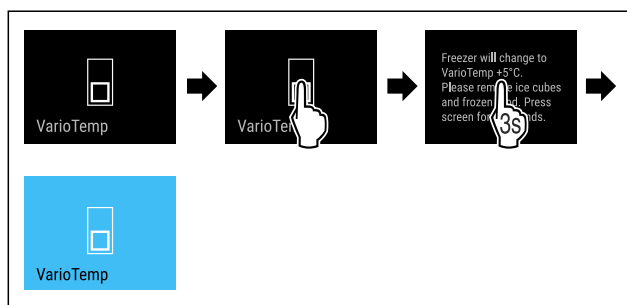 VarioTemp
VarioTe
Freezer will change to
VarioTemp +5°C.
Please ice cubes
and frozen Press
screen for
3s
VarioTemp